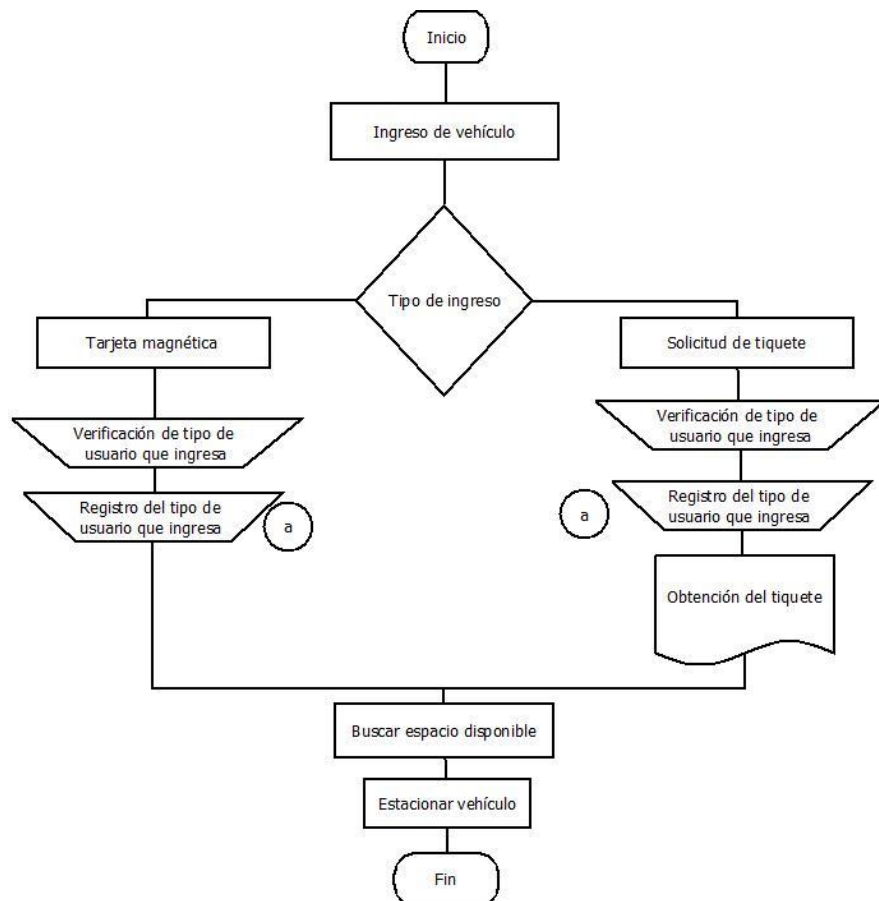 Inicio
Ingreso de vehículo
Tipo de ingreso
Tarjeta magnética
Solicitud de tiquete
Verificación de tipo de
usuario que ingresa
Verificación de tipo de
usuario que ingresa
Registro del tipo de
usuario que ingresa
a
a
Registro del tipo de
usuario que ingresa
Obtención del tiquete
Buscar espacio disponible
Estacionar vehículo
Fin